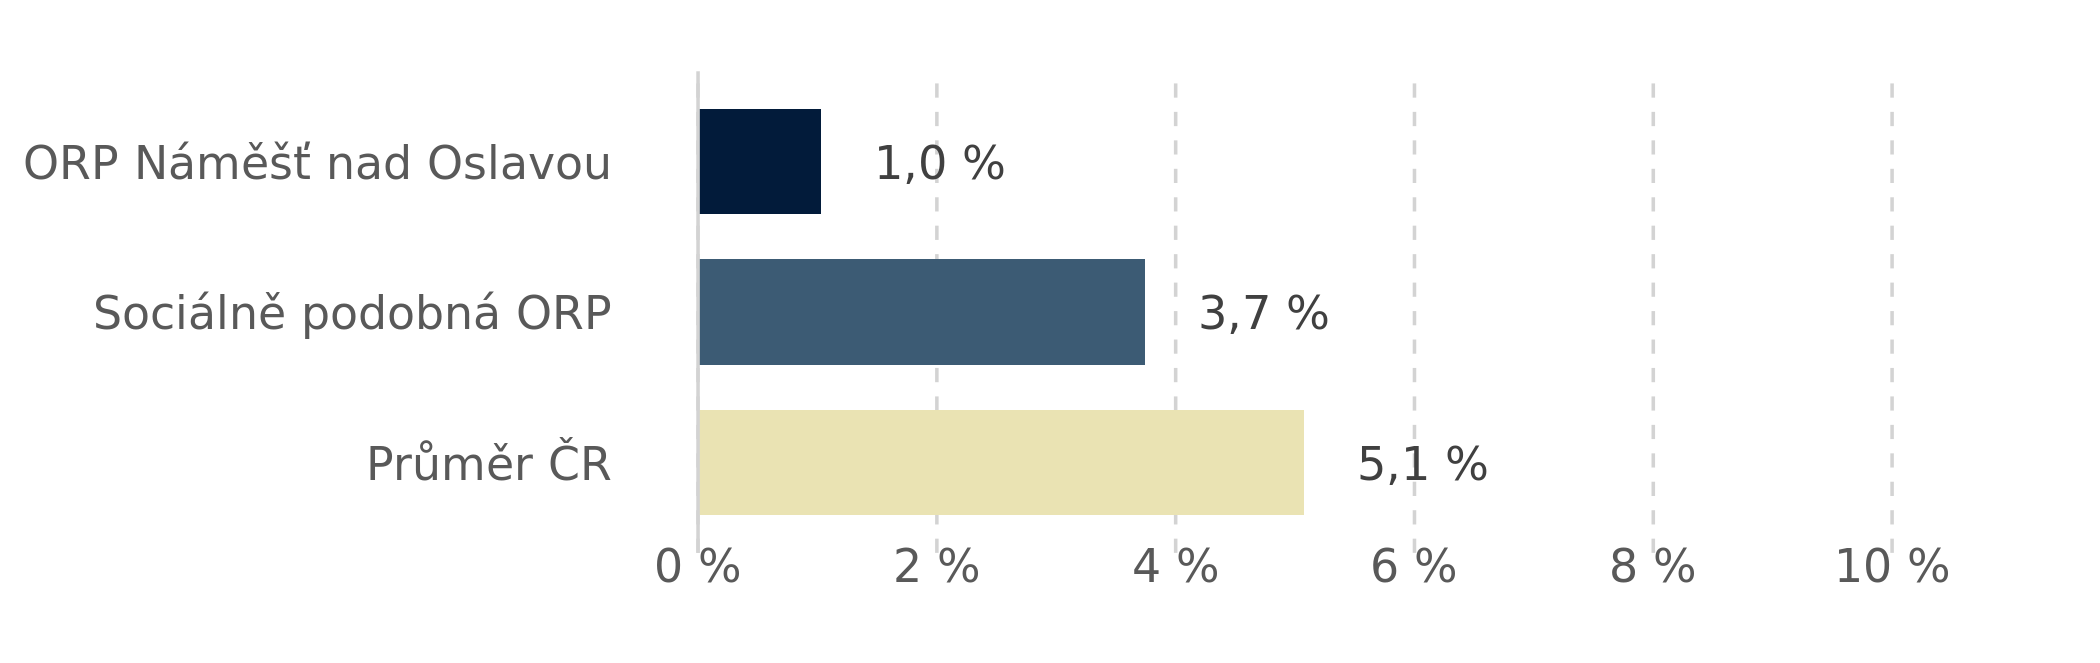 ORP Náměšť nad Oslavou 1,0 %
Sociálně podobná ORP 3,7 %
Průměr ČR 5,1 %
0 % 2 % 4 % 6 % 8 % 10 %